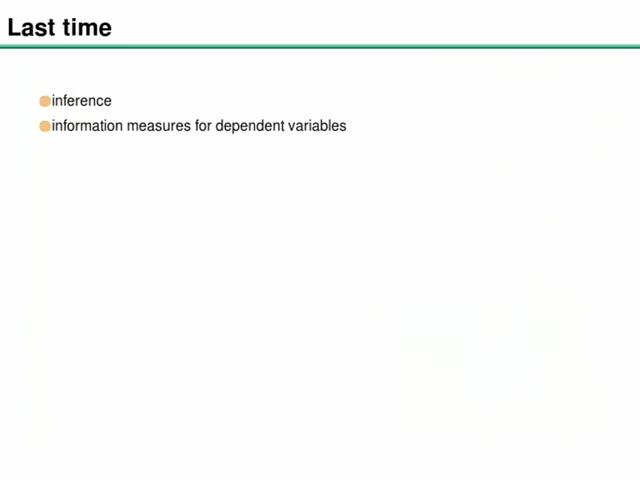 Last time
inference
information measures for dependent variables